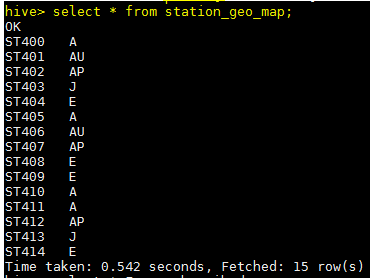 hive> select * from station_geo_map;
OK
ST400 A
ST401 AU
ST402 AP
ST403 J
ST404 E
ST405 A
ST406 AU
ST407 AP
ST408 E
ST409 E
ST410 A
ST411 A
ST412 AP
ST413 J
ST414 E
Time taken: 0.542 seconds, Fetched: 15 row(s)